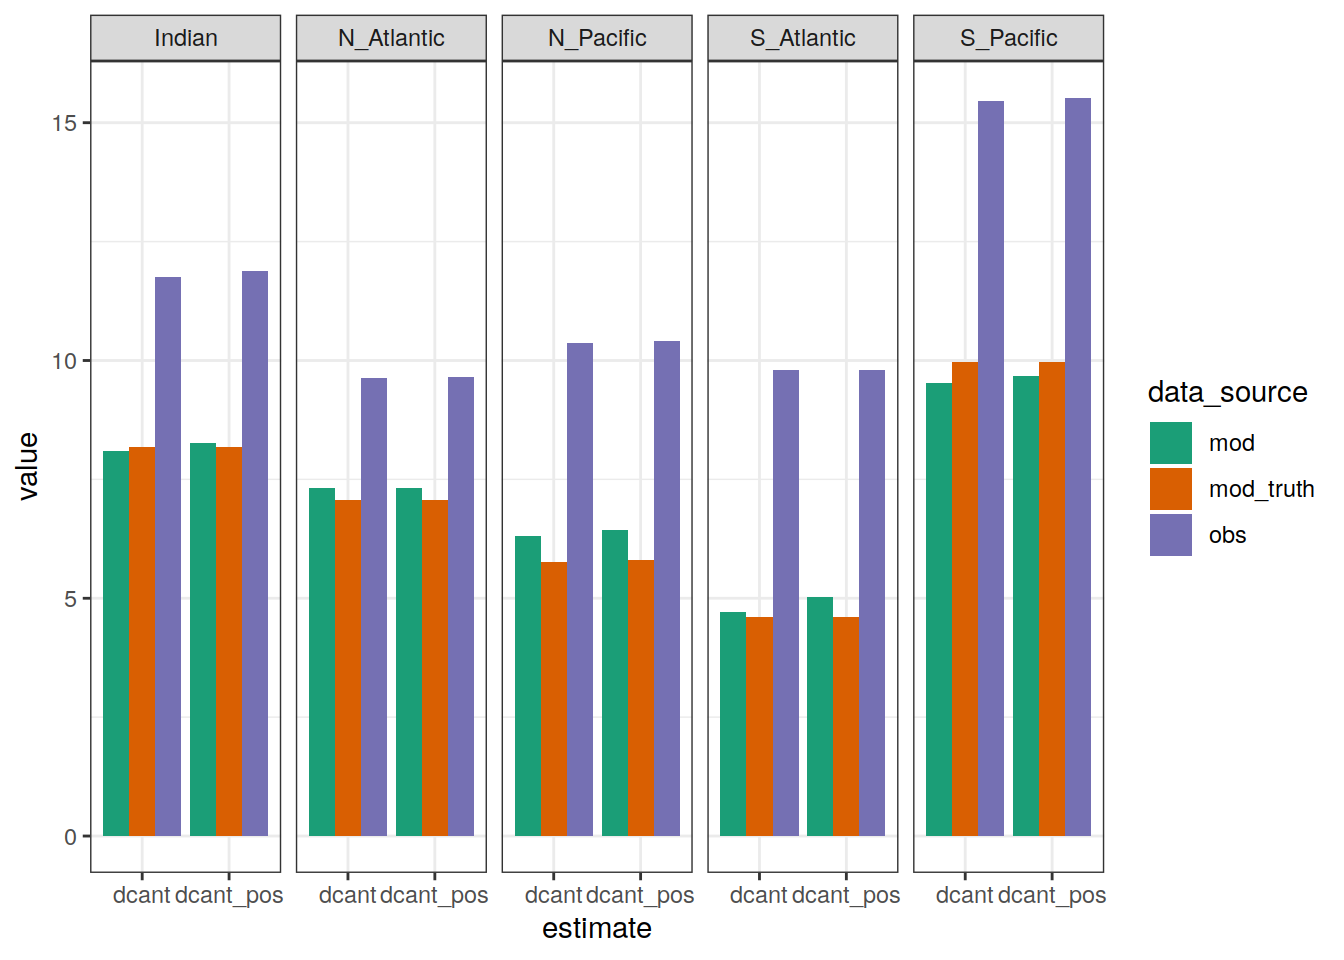 Indian N_Atlantic N_Pacific S_Atlantic S_Pacific
15
10
5
0
value
dcant dcant_pos dcant dcant_pos dcant dcant_pos dcant dcant_pos dcant dcant_pos
estimate
data_source
mod
mod_truth
obs